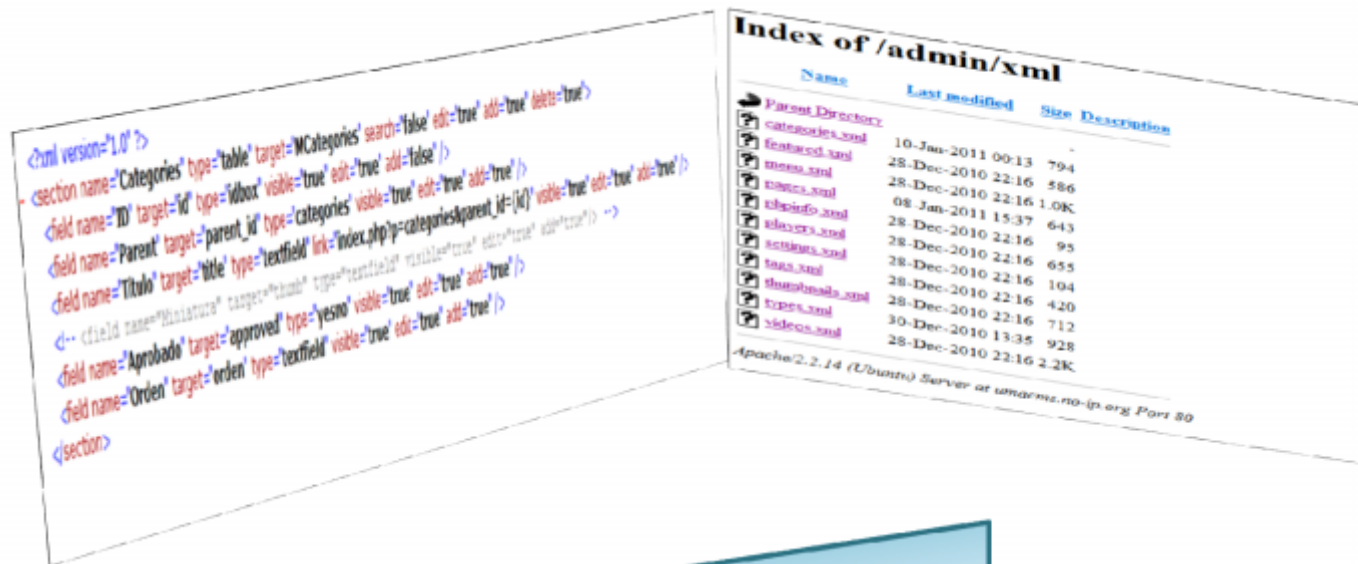 <?xml version="1.0" ?>
- <section name="Categories" type="table" target="MCategories" search="false" edit="true" add="true" delete="true">
<field name="ID" target="id" type="idbox" visible="true" edit="true" add="false" />
<field name="Parent" target="parent_id" type="categories" visible="true" edit="true" add="true" />
<field name="Título" target="title" type="textfield" link="index.php?p=categories&parent_id={id}" visible="true" edit="true" add="true" />
<!-- <field name="Miniatura" target="thumb" type="textfield" visible="true" edit="true" add="true"/> -->
<field name="Aprobado" target="approved" type="yesno" visible="true" edit="true" add="true" />
<field name="Orden" target="orden" type="textfield" visible="true" edit="true" add="true" />
</section>
Index of /admin/xml
Name Last modified Size Description
Parent Directory -
categories.xml 10-Jan-2011 00:13 794
featured.xml 28-Dec-2010 22:16 586
menu.xml 28-Dec-2010 22:16 1.0K
pages.xml 08-Jan-2011 15:37 643
phpinfo.xml 28-Dec-2010 22:16 95
players.xml 28-Dec-2010 22:16 655
settings.xml 28-Dec-2010 22:16 104
tags.xml 28-Dec-2010 22:16 420
thumbnails.xml 28-Dec-2010 22:16 712
types.xml 30-Dec-2010 13:35 928
videos.xml 28-Dec-2010 22:16 2.2K
Apache/2.2.14 (Ubuntu) Server at umacms.no-ip.org Port 80